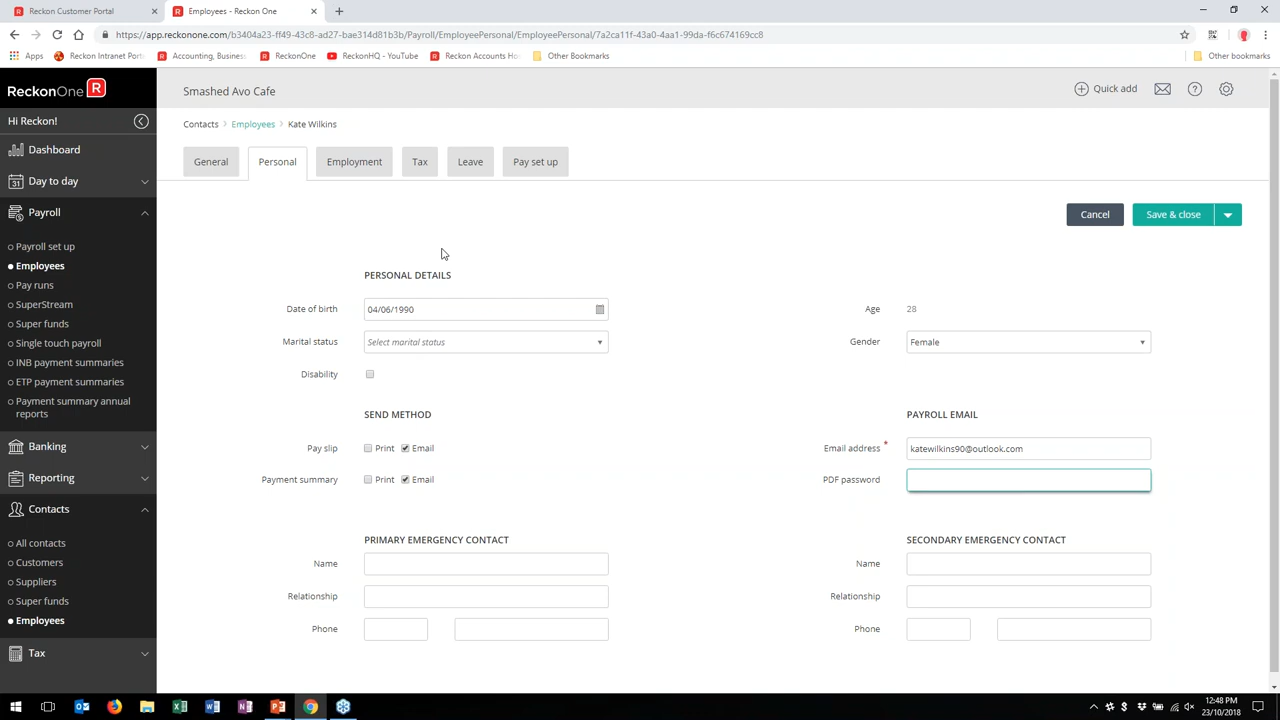 Reckon Customer Portal
Employees - Reckon One
https://app.reckonone.com/b3404a23-ff49-43c8-ad27-bae314d81b3b/Payroll/EmployeePersonal/EmployeePersonal/7a2ca11f-43a0-4aa1-99da-f6c674169cc8
Apps Reckon Intranet Port Accounting, Busines ReckonOne ReckonHQ - YouTube Reckon Accounts Ho Other Bookmarks Other bookmarks
ReckonOne R
Smashed Avo Cafe
Quick add
Hi Reckon!
Contacts > Employees > Kate Wilkins
Dashboard
Day to day
Payroll
Payroll set up
Employees
Pay runs
SuperStream
Super funds
Single touch payroll
INB payment summaries
ETP payment summaries
Payment summary annual
reports
Banking
Reporting
Contacts
All contacts
Customers
Suppliers
Super funds
Employees
Tax
General Personal Employment Tax Leave Pay set up
Cancel Save & close
PERSONAL DETAILS
Date of birth 04/06/1990 Age 28
Marital status Select marital status Gender Female
Disability
SEND METHOD PAYROLL EMAIL
Pay slip Print Email Email address * katewilkins90@outlook.com
Payment summary Print Email PDF password
PRIMARY EMERGENCY CONTACT SECONDARY EMERGENCY CONTACT
Name Name
Relationship Relationship
Phone Phone
12:48 PM
23/10/2018